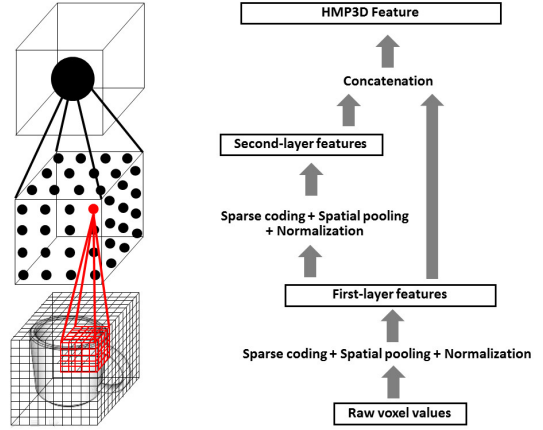 HMP3D Feature
Concatenation
Second-layer features
Sparse coding + Spatial pooling
+ Normalization
First-layer features
Sparse coding + Spatial pooling + Normalization
Raw voxel values